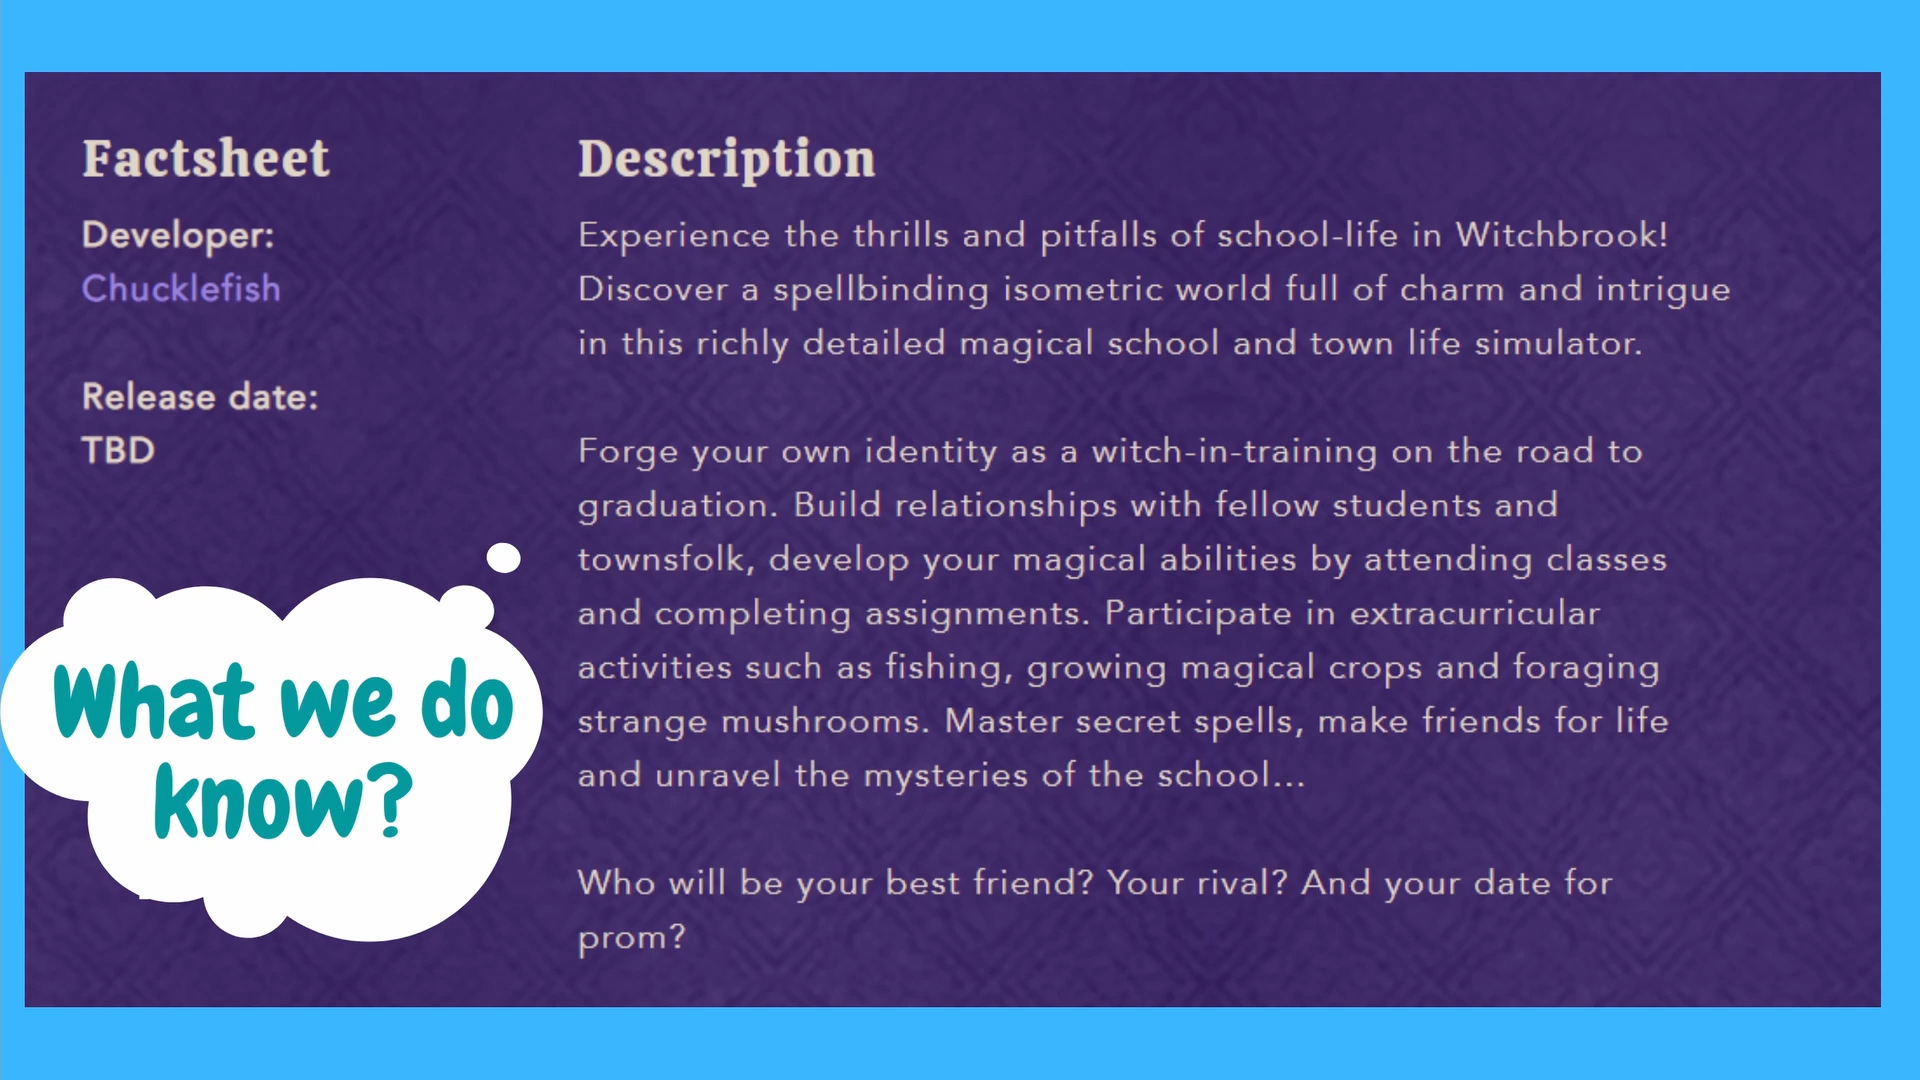 Factsheet
Developer:
Chucklefish
Release date:
TBD
What we do
know?
Description
Experience the thrills and pitfalls of school-life in Witchbrook!
Discover a spellbinding isometric world full of charm and intrigue
in this richly detailed magical school and town life simulator.
Forge your own identity as a witch-in-training on the road to
graduation. Build relationships with fellow students and
townsfolk, develop your magical abilities by attending classes
and completing assignments. Participate in extracurricular
activities such as fishing, growing magical crops and foraging
strange mushrooms. Master secret spells, make friends for life
and unravel the mysteries of the school...
Who will be your best friend? Your rival? And your date for
prom?